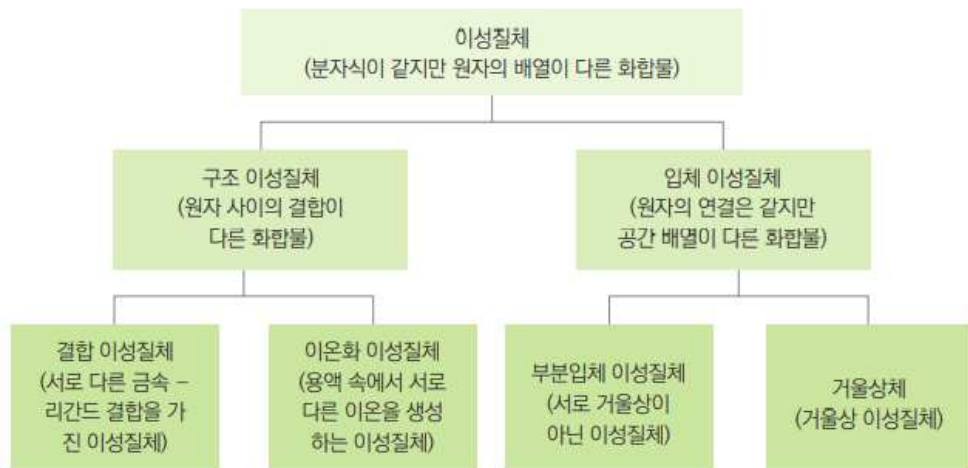 이성질체
(분자식이 같지만 원자의 배열이 다른 화합물)
구조 이성질체
(원자 사이의 결합이
다른 화합물)
입체 이성질체
(원자의 연결은 같지만
공간 배열이 다른 화합물)
결합 이성질체
(서로 다른 금속 –
리간드 결합을 가
진 이성질체)
이온화 이성질체
(용액 속에서 서로
다른 이온을 생성
하는 이성질체)
부분입체 이성질체
(서로 거울상이
아닌 이성질체)
거울상체
(거울상 이성질체)